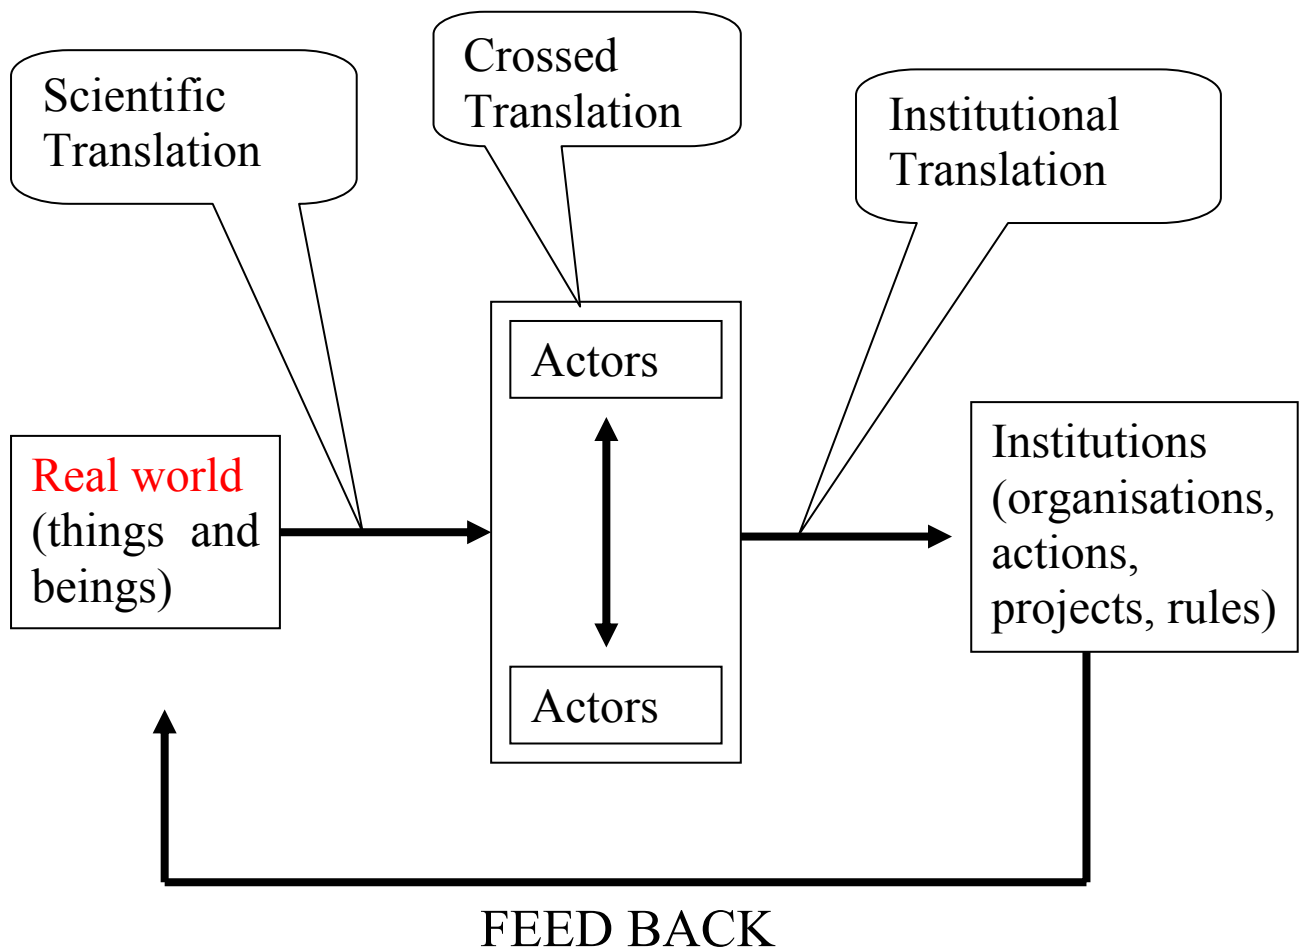 Scientific
Translation
Crossed
Translation
Institutional
Translation
Real world
(things and
beings)
Actors
Actors
Institutions
(organisations,
actions,
projects, rules)
FEED BACK